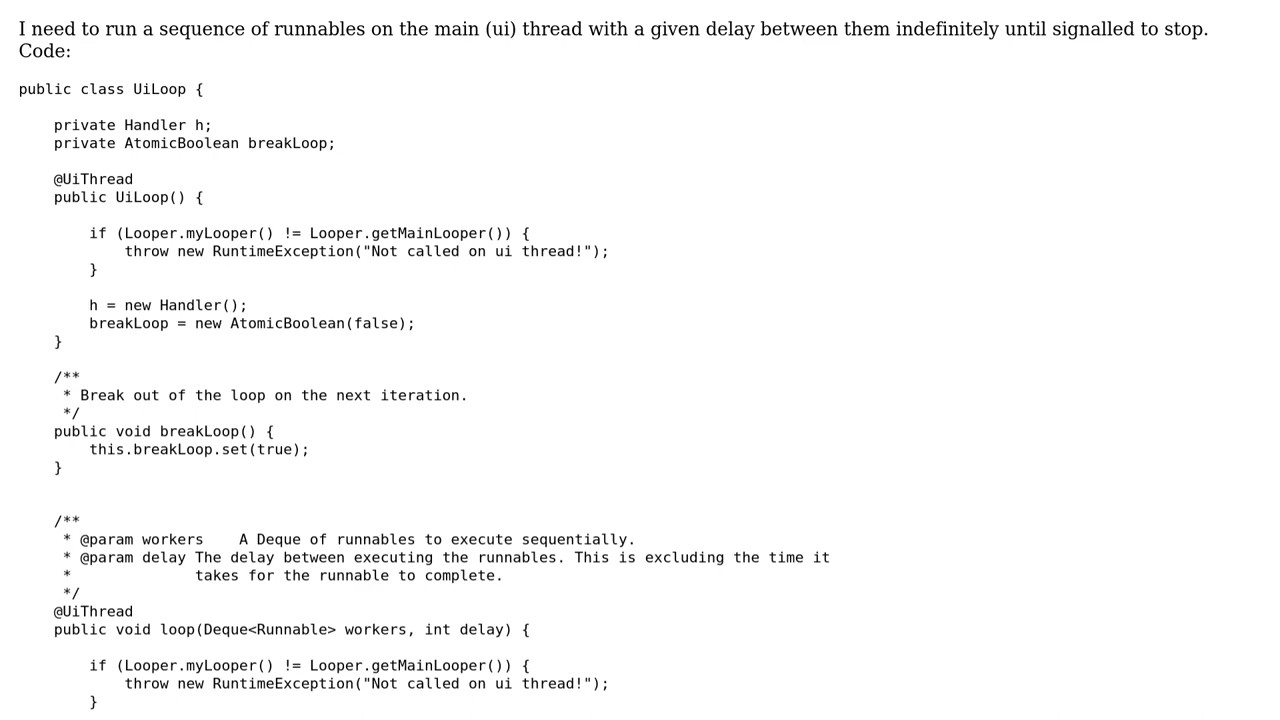 I need to run a sequence of runnables on the main (ui) thread with a given delay between them indefinitely until signalled to stop.
Code:
public class UiLoop {
    private Handler h;
    private AtomicBoolean breakLoop;
    @UiThread
    public UiLoop() {
        if (Looper.myLooper() != Looper.getMainLooper()) {
            throw new RuntimeException("Not called on ui thread!");
        }
        h = new Handler();
        breakLoop = new AtomicBoolean(false);
    }
    /**
     * Break out of the loop on the next iteration.
     */
    public void breakLoop() {
        this.breakLoop.set(true);
    }
    /**
     * @param workers    A Deque of runnables to execute sequentially.
     * @param delay The delay between executing the runnables. This is excluding the time it
     *              takes for the runnable to complete.
     */
    @UiThread
    public void loop(Deque<Runnable> workers, int delay) {
        if (Looper.myLooper() != Looper.getMainLooper()) {
            throw new RuntimeException("Not called on ui thread!");
        }